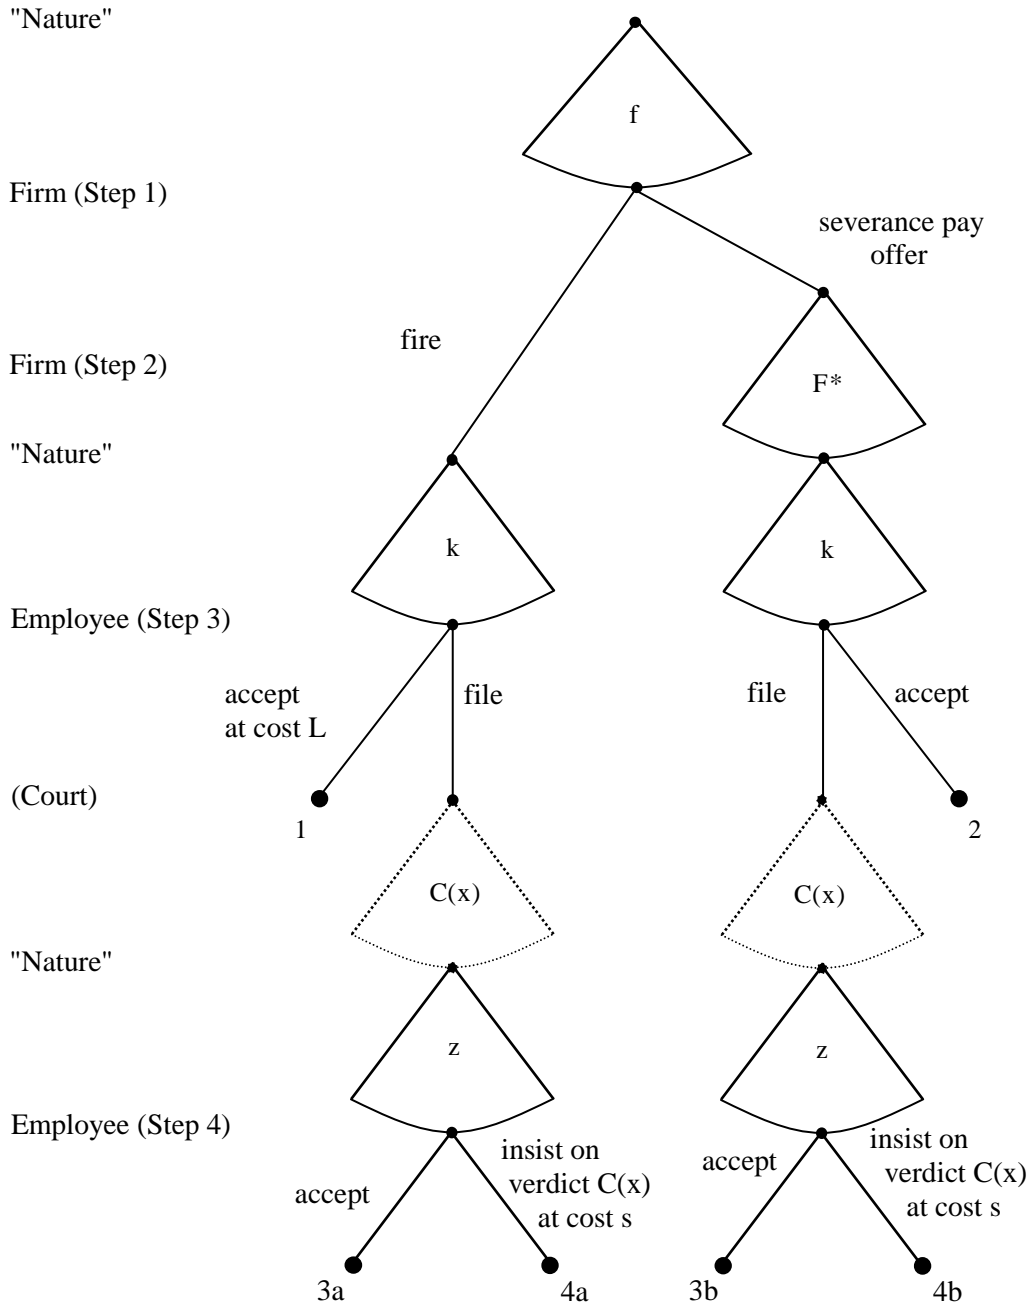 "Nature"
f
Firm (Step 1)
severance pay
offer
fire
Firm (Step 2)
F*
"Nature"
k
k
Employee (Step 3)
accept
at cost L
file
file
accept
(Court)
1
2
C(x)
C(x)
"Nature"
z
z
Employee (Step 4)
accept
insist on
verdict C(x)
at cost s
accept
insist on
verdict C(x)
at cost s
3a
4a
3b
4b